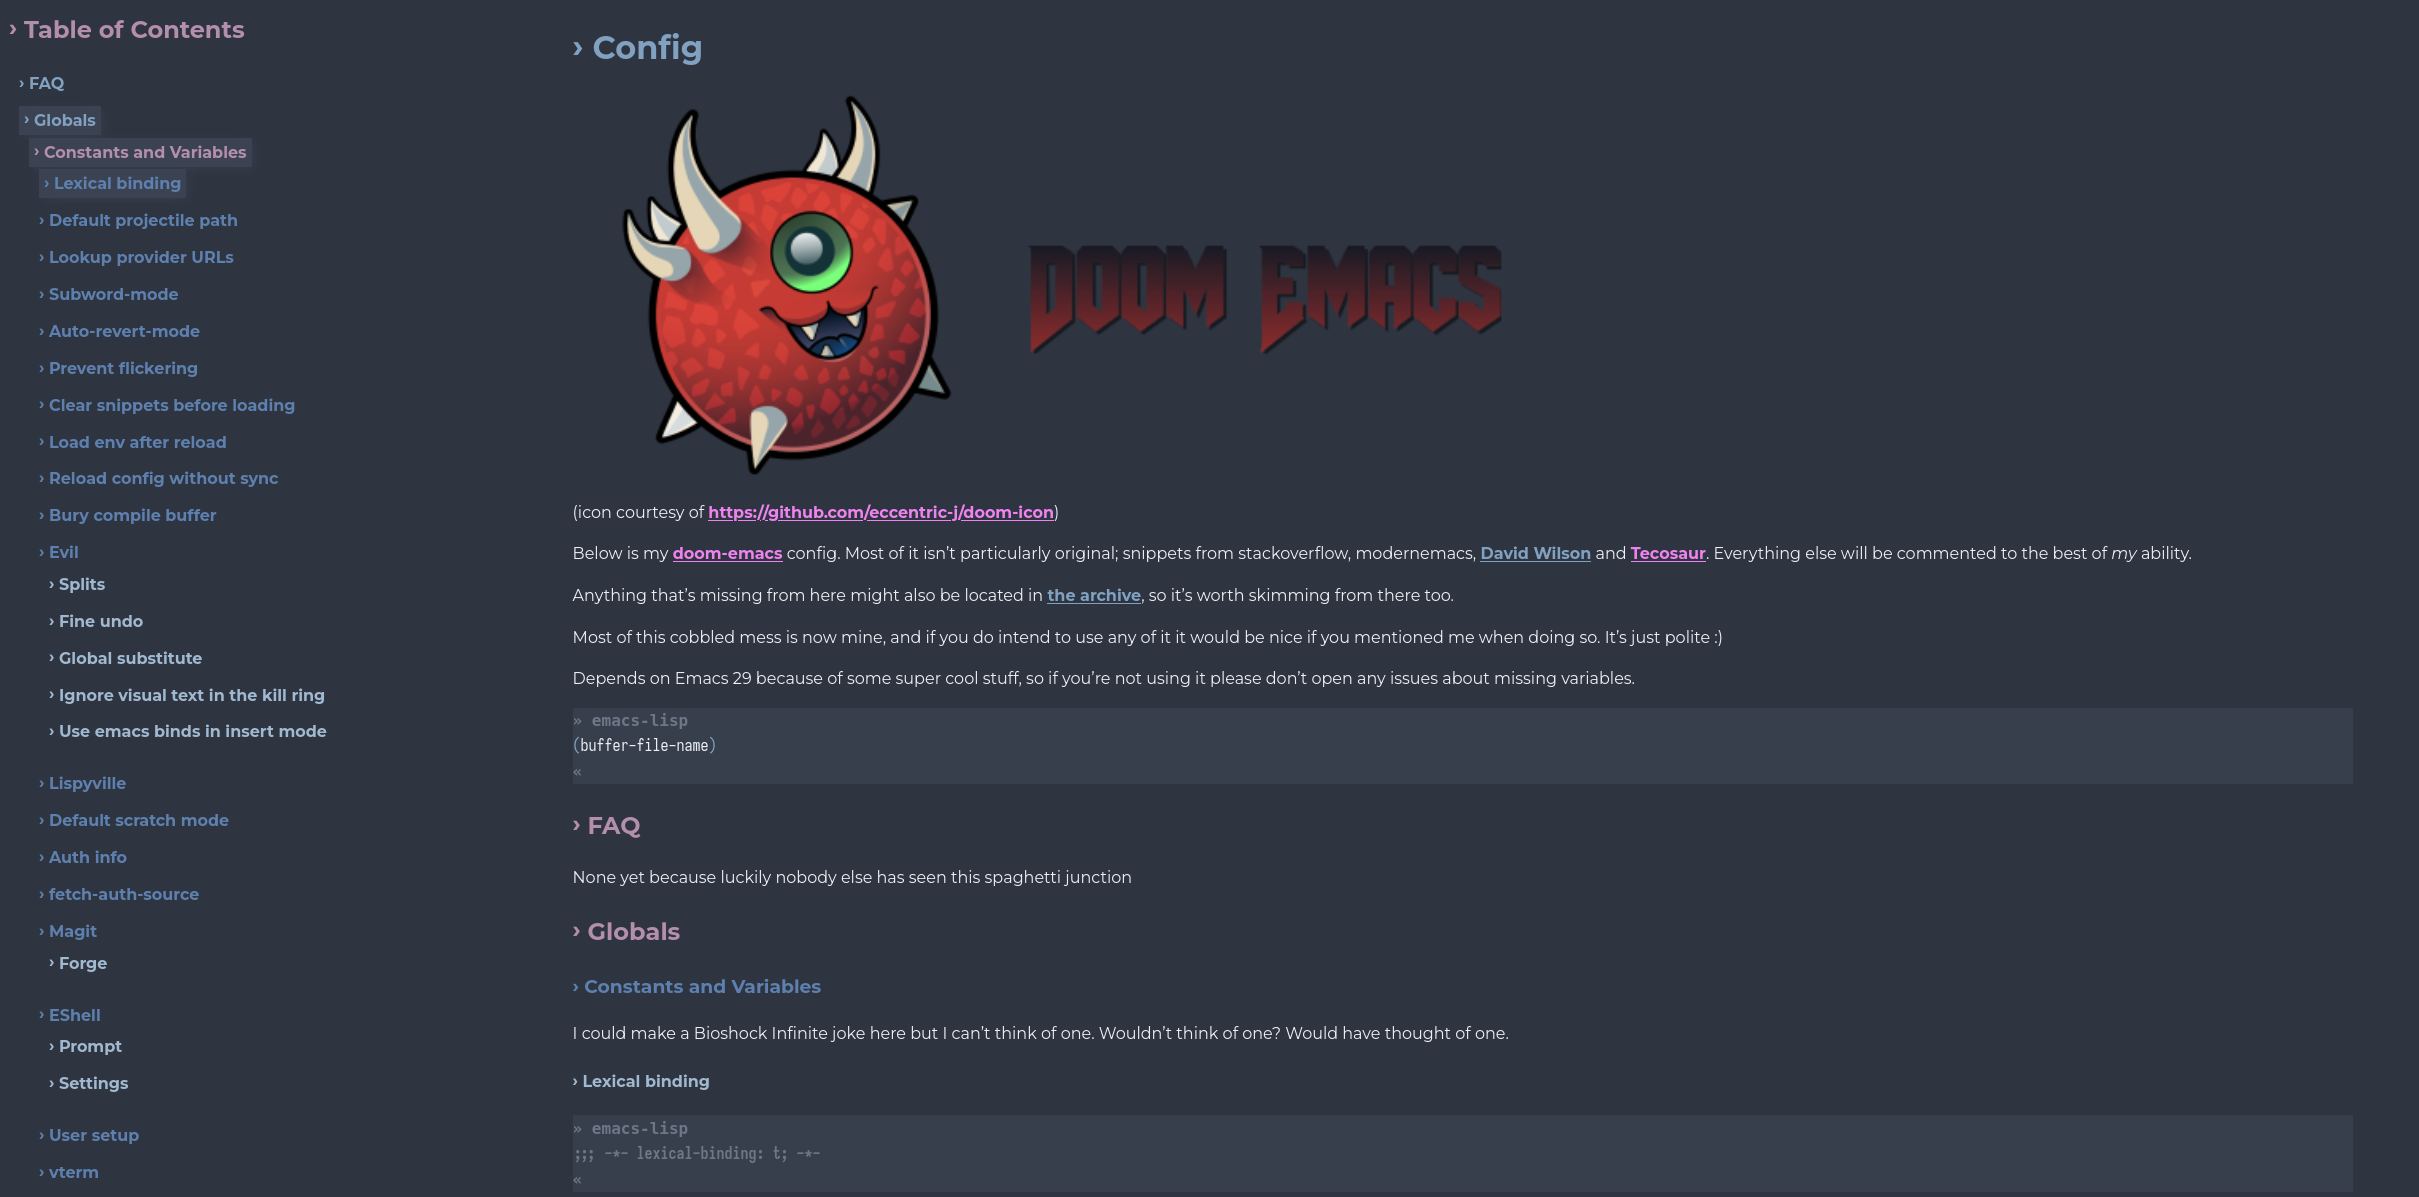 › Table of Contents
› FAQ
› Globals
› Constants and Variables
› Lexical binding
› Default projectile path
› Lookup provider URLs
› Subword-mode
› Auto-revert-mode
› Prevent flickering
› Clear snippets before loading
› Load env after reload
› Reload config without sync
› Bury compile buffer
› Evil
› Splits
› Fine undo
› Global substitute
› Ignore visual text in the kill ring
› Use emacs binds in insert mode
› Lispyville
› Default scratch mode
› Auth info
› fetch-auth-source
› Magit
› Forge
› EShell
› Prompt
› Settings
› User setup
› vterm
› Config
DOOM EMACS
(icon courtesy of https://github.com/eccentric-j/doom-icon)
Below is my doom-emacs config. Most of it isn’t particularly original; snippets from stackoverflow, modernemacs, David Wilson and Tecosaur. Everything else will be commented to the best of my ability.
Anything that’s missing from here might also be located in the archive, so it’s worth skimming from there too.
Most of this cobbled mess is now mine, and if you do intend to use any of it it would be nice if you mentioned me when doing so. It’s just polite :)
Depends on Emacs 29 because of some super cool stuff, so if you’re not using it please don’t open any issues about missing variables.
» emacs-lisp
(buffer-file-name)
«
› FAQ
None yet because luckily nobody else has seen this spaghetti junction
› Globals
› Constants and Variables
I could make a Bioshock Infinite joke here but I can’t think of one. Wouldn’t think of one? Would have thought of one.
› Lexical binding
» emacs-lisp
;;; -*- lexical-binding: t; -*-
«